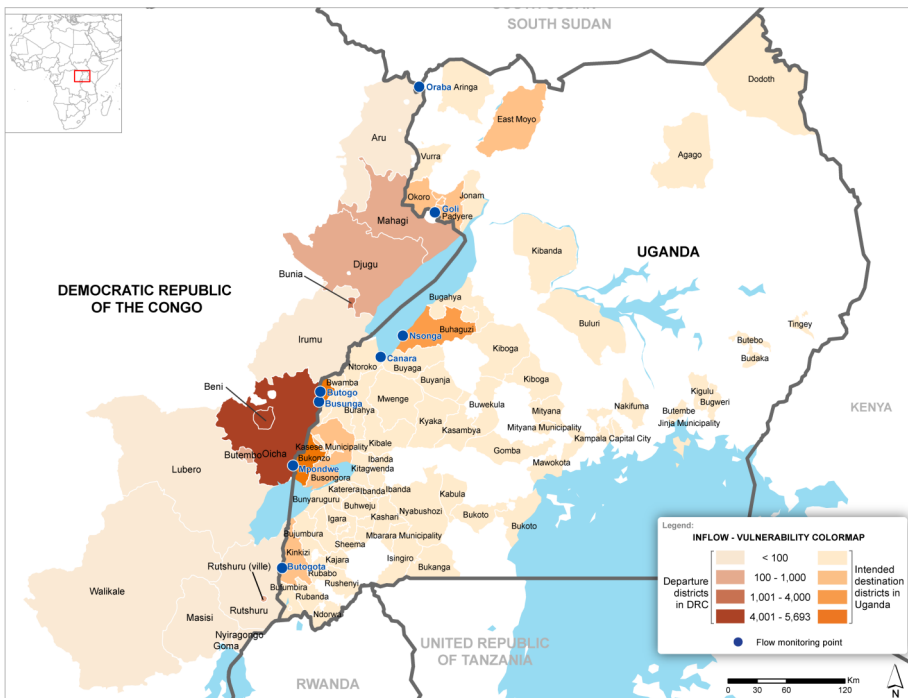 SOUTH SUDAN
SOUTH SUDAN
Dodoth
Oraba
Aringa
East Moyo
Aru
Vurra
Agago
Okoro
Jonam
Goli
Padyere
Mahagi
Kibanda
UGANDA
Djugu
Bunia
DEMOCRATIC REPUBLIC
OF THE CONGO
Bugahya
Buluri
Tingey
Nsonga
Buhaguzi
Butebo
Irumu
Kiboga
Budaka
Canara
Ntoroko
Buyaga
Bwamba
Buyanja
Kiboga
Beni
Butogo
Kigulu
Mwenge
Buwekula
Nakifuma
Bugweri
Busunga
Burahya
Mityana
Butembe
KENYA
Kyaka
Mityana Municipality
Jinja Municipality
Kasambya
Kampala Capital City
Kasese Municipality
Kibale
Gomba
Butembo
Oicha
Bukonzo
Ibanda
Mawokota
Lubero
Mpondwe
Kitagwenda
Busongora
Katerera
Ibanda
Ibanda
Kabula
Bunyaruguru
Buhweju
Nyabushozi
Igara
Kashari
Bukoto
Bukoto
Bujumbura
Mbarara Municipality
Sheema
Kinkizi
Kajara
Isingiro
Rutshuru (ville)
Butogota
Rubabo
Bukanga
Walikale
Bufumbira
Rushenyi
Rubanda
Rutshuru
Masisi
Ndorwa
Nyiragongo
Goma
UNITED REPUBLIC
OF TANZANIA
RWANDA
Legend:
INFLOW - VULNERABILITY COLORMAP
Departure
districts
in DRC
< 100
100 - 1,000
1,001 - 4,000
4,001 - 5,693
Intended
destination
districts in
Uganda
Flow monitoring point
Km
0 30 60 120
N